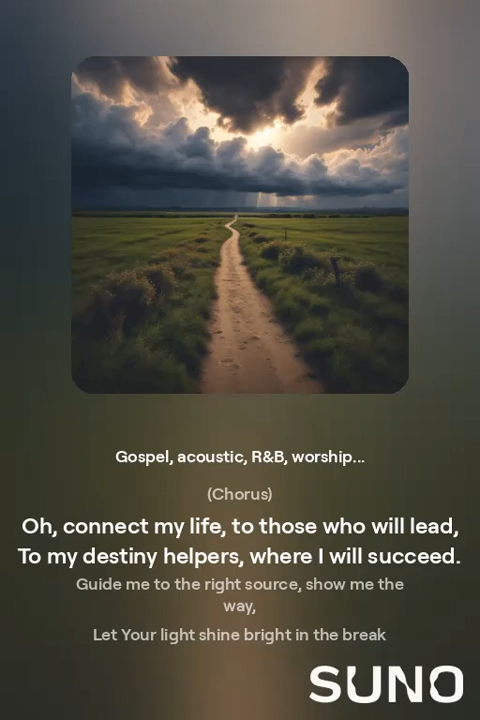 Gospel, acoustic, R&B, worship...
(Chorus)
Oh, connect my life, to those who will lead,
To my destiny helpers, where I will succeed.
Guide me to the right source, show me the
way,
Let Your light shine bright in the break
SUNO